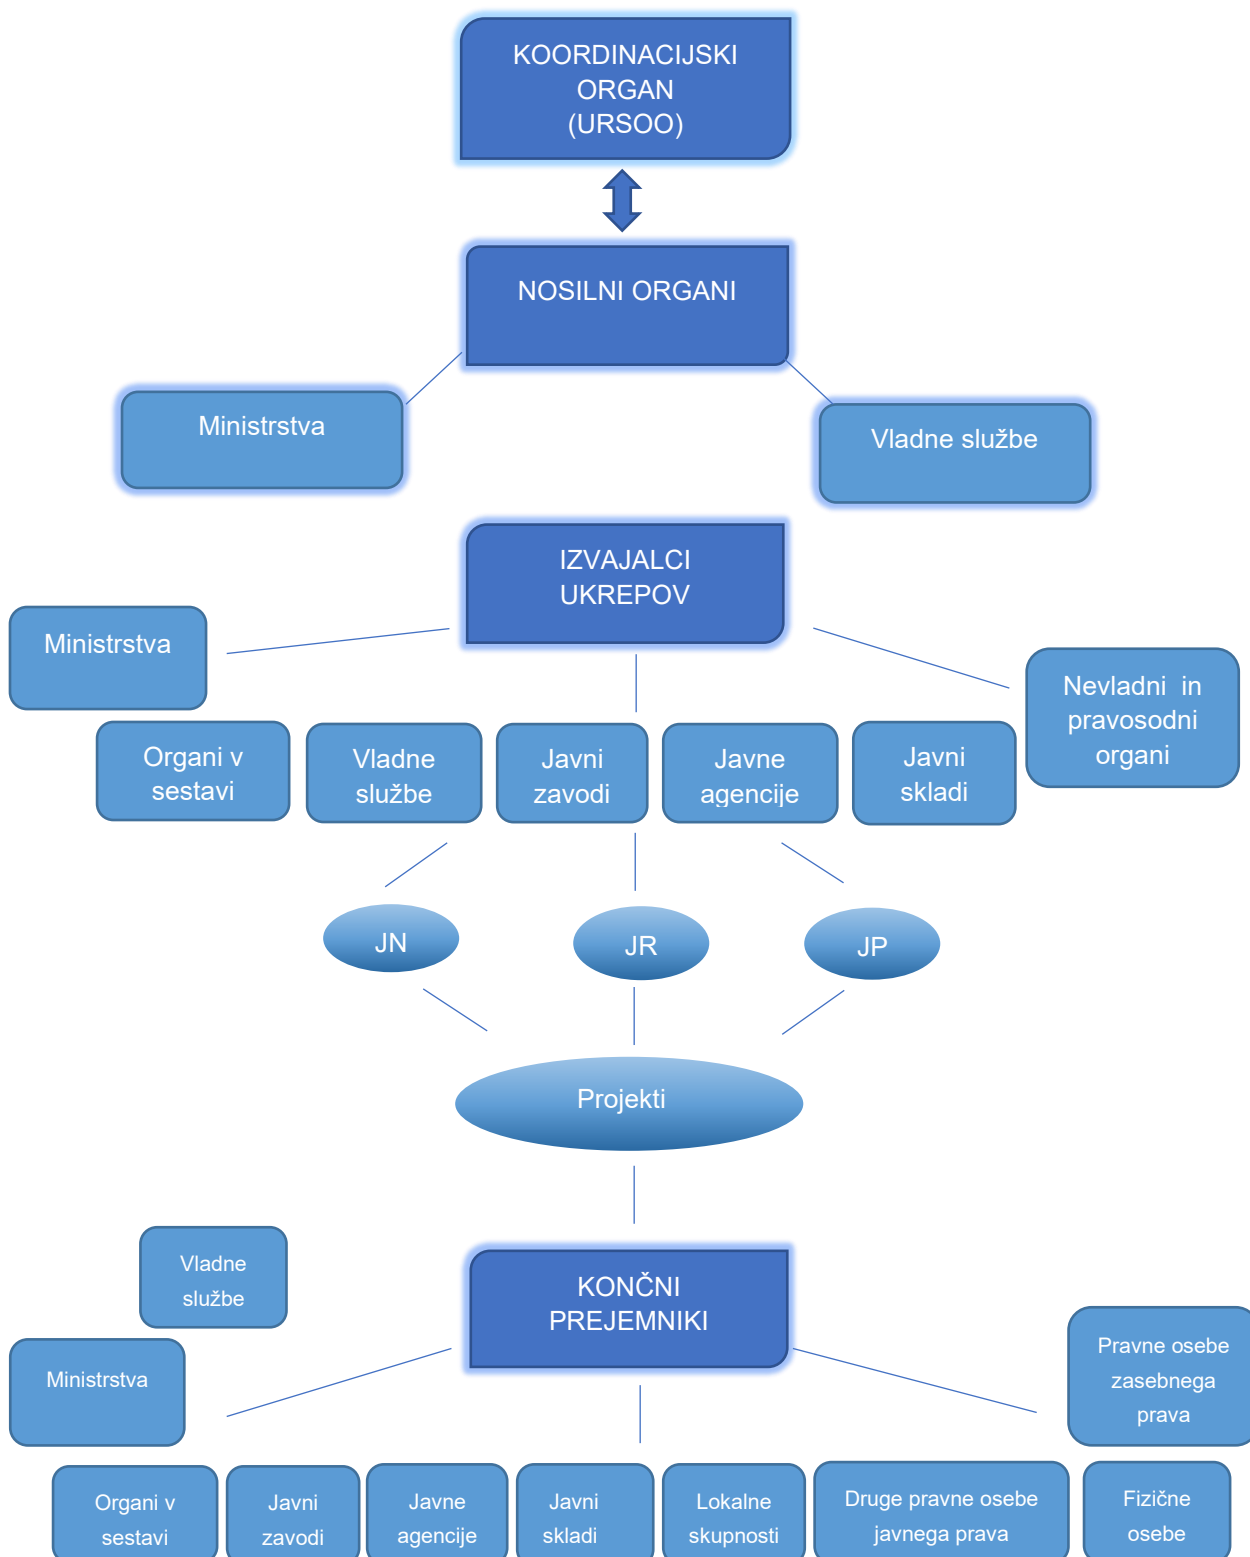 KOORDINACIJSKI
ORGAN
(URSOO)
NOSILNI ORGANI
Ministrstva
Vladne službe
IZVAJALCI
UKREPOV
Ministrstva
Nevladni in
pravosodni
organi
Organi v
sestavi
Vladne
službe
Javni
zavodi
Javne
agencije
Javni
skladi
JN
JR
JP
Projekti
Vladne
službe
KONČNI
PREJEMNIKI
Ministrstva
Pravne osebe
zasebnega
prava
Organi v
sestavi
Javni
zavodi
Javne
agencije
Javni
skladi
Lokalne
skupnosti
Druge pravne osebe
javnega prava
Fizične
osebe